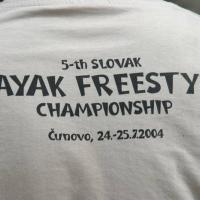 5-th SLOVAK
AYAK FREESTY
CHAMPIONSHIP
Čunovo, 24.-25.7.2004